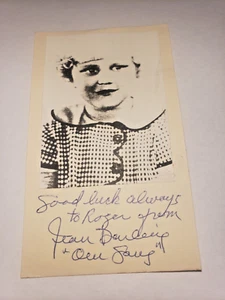 Good luck always
to Roger from
Jean Darling
+ "Our Gang"